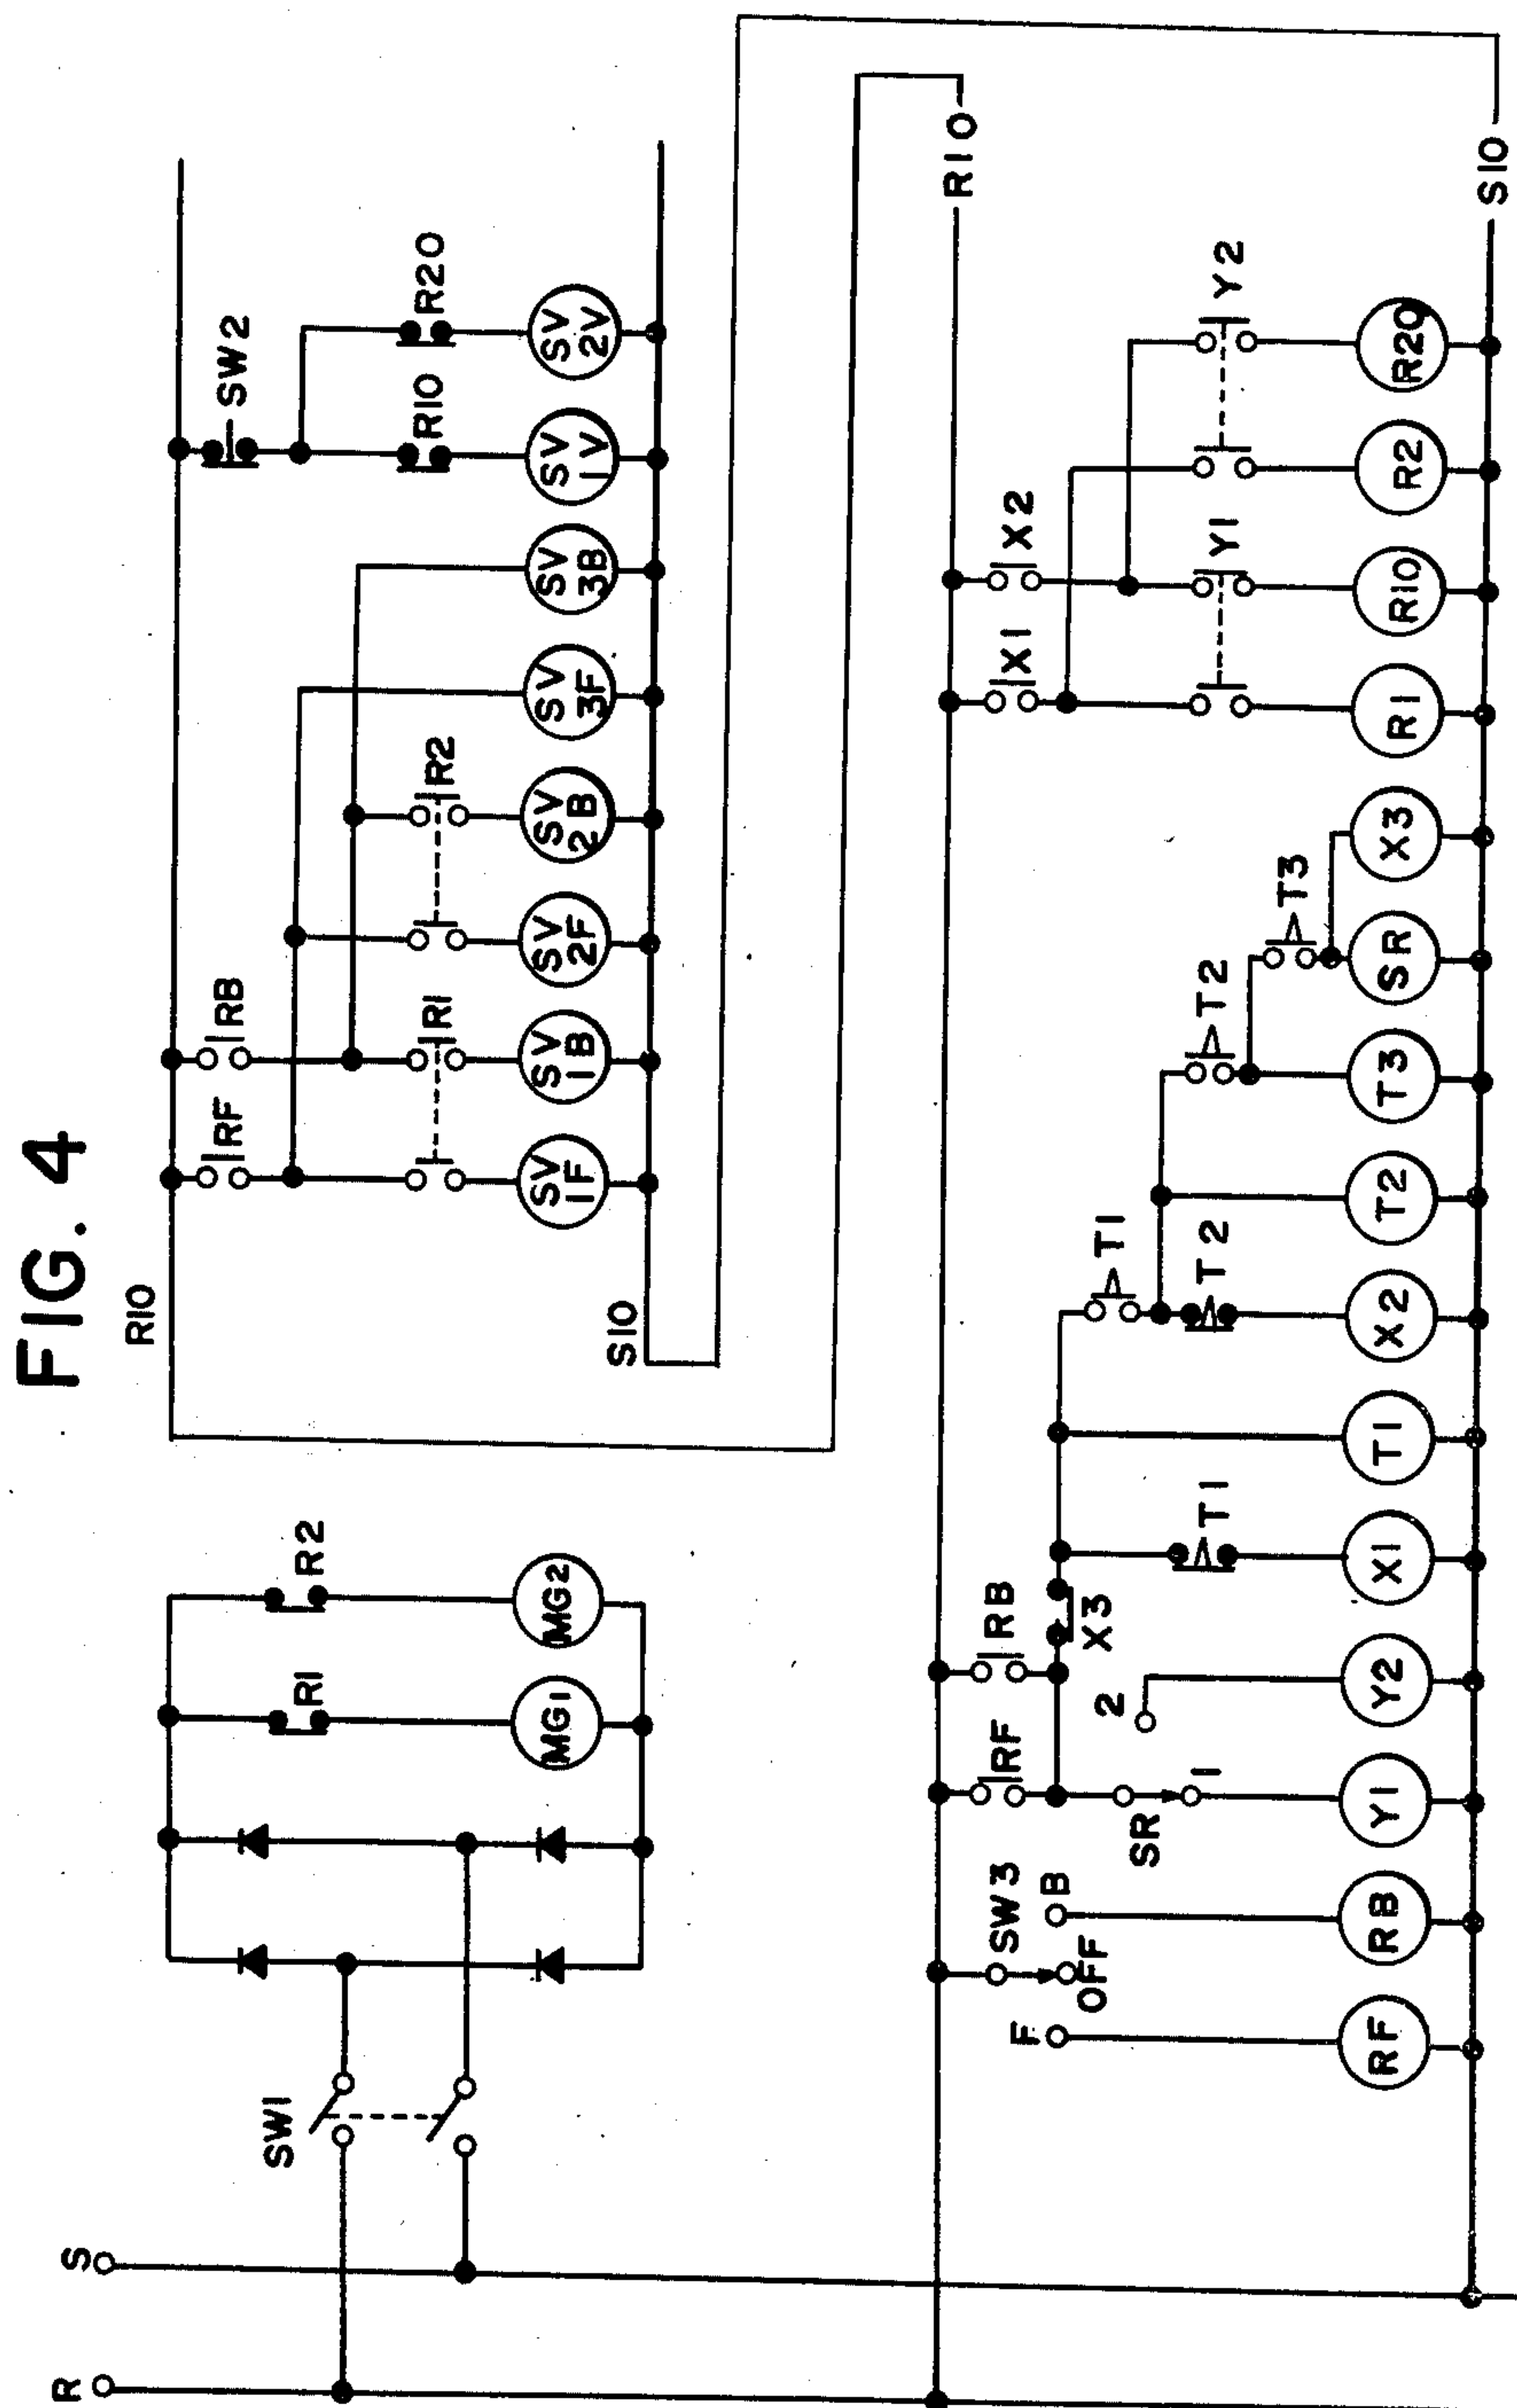 FIG. 4
R
S
SW1
R1
R2
MG1
MG2
R10
RF
RB
SW2
R1
R2
R10
R20
SV 1F
SV 1B
SV 2F
SV 2B
SV 3F
SV 3B
SV 1V
SV 2V
S10
R10
RF
RB
X1
X2
SW3
F
OFF
B
X3
T1
SR
1
2
T1
T2
T2
T3
Y1
Y2
RF
RB
Y1
Y2
X1
T1
X2
T2
T3
SR
X3
R1
R10
R2
R20
S10